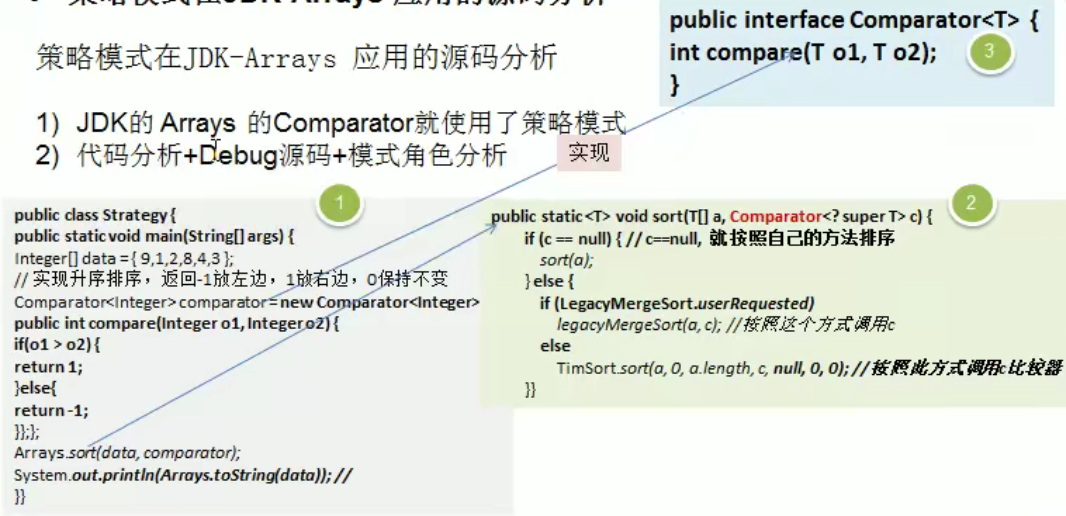 策略模式在JDK-Arrays 应用的源码分析
策略模式在JDK-Arrays 应用的源码分析
1) JDK的 Arrays 的Comparator就使用了策略模式
2) 代码分析+Debug源码+模式角色分析
public interface Comparator<T> {
int compare(T o1, T o2);
}
3
实现
1
public class Strategy {
public static void main(String[] args) {
Integer[] data = { 9,1,2,8,4,3 };
// 实现升序排序，返回-1放左边，1放右边，0保持不变
Comparator<Integer> comparator = new Comparator<Integer>
public int compare(Integer o1, Integer o2) {
if(o1 > o2) {
return 1;
}else{
return -1;
}};};
Arrays.sort(data, comparator);
System.out.println(Arrays.toString(data)); //
}}
2
public static<T> void sort(T[] a, Comparator<? super T> c) {
if (c == null) { // c==null, 就按照自己的方法排序
sort(a);
} else {
if (LegacyMergeSort.userRequested)
legacyMergeSort(a, c); //按照这个方式调用c
else
TimSort.sort(a, 0, a.length, c, null, 0, 0); //按照此方式调用c比较器
}}